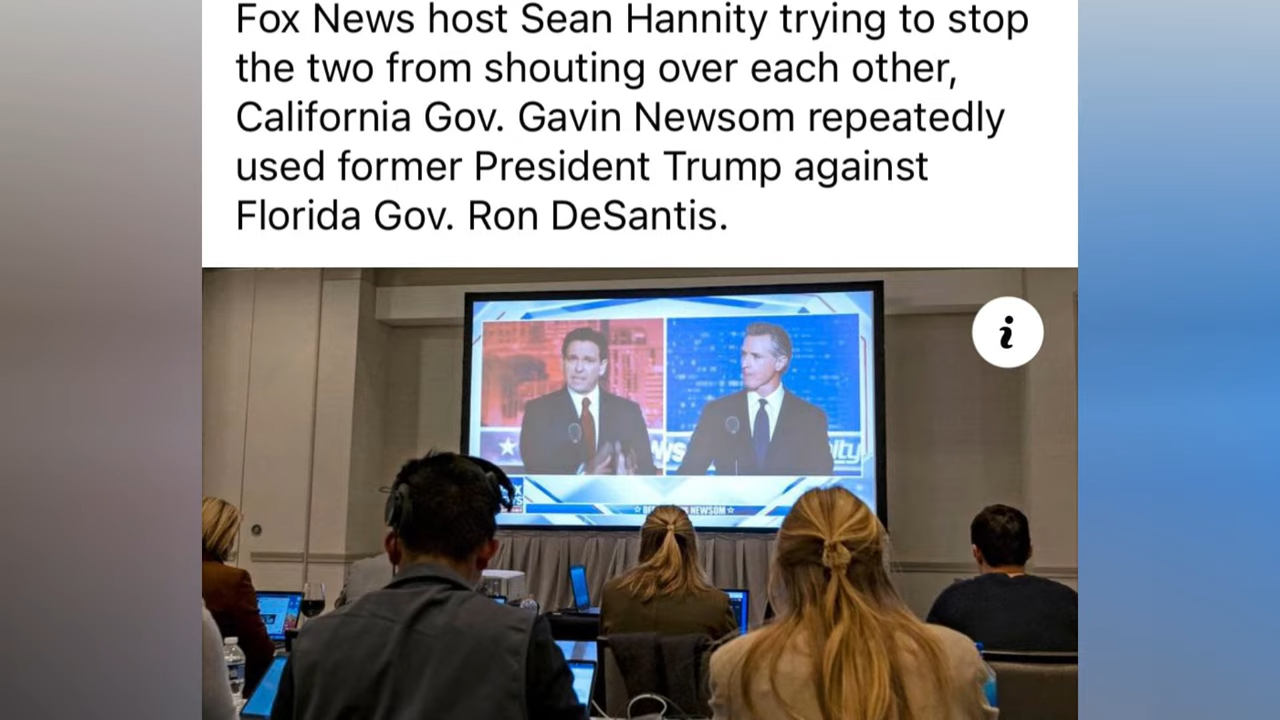 Fox News host Sean Hannity trying to stop
the two from shouting over each other,
California Gov. Gavin Newsom repeatedly
used former President Trump against
Florida Gov. Ron DeSantis.
i
NEWSOM